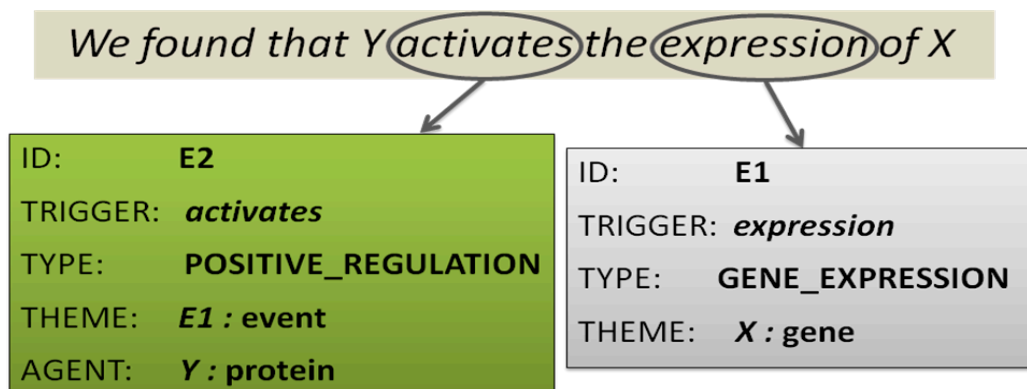 We found that Y activates the expression of X
ID: E2
TRIGGER: activates
TYPE: POSITIVE_REGULATION
THEME: E1 : event
AGENT: Y : protein
ID: E1
TRIGGER: expression
TYPE: GENE_EXPRESSION
THEME: X : gene